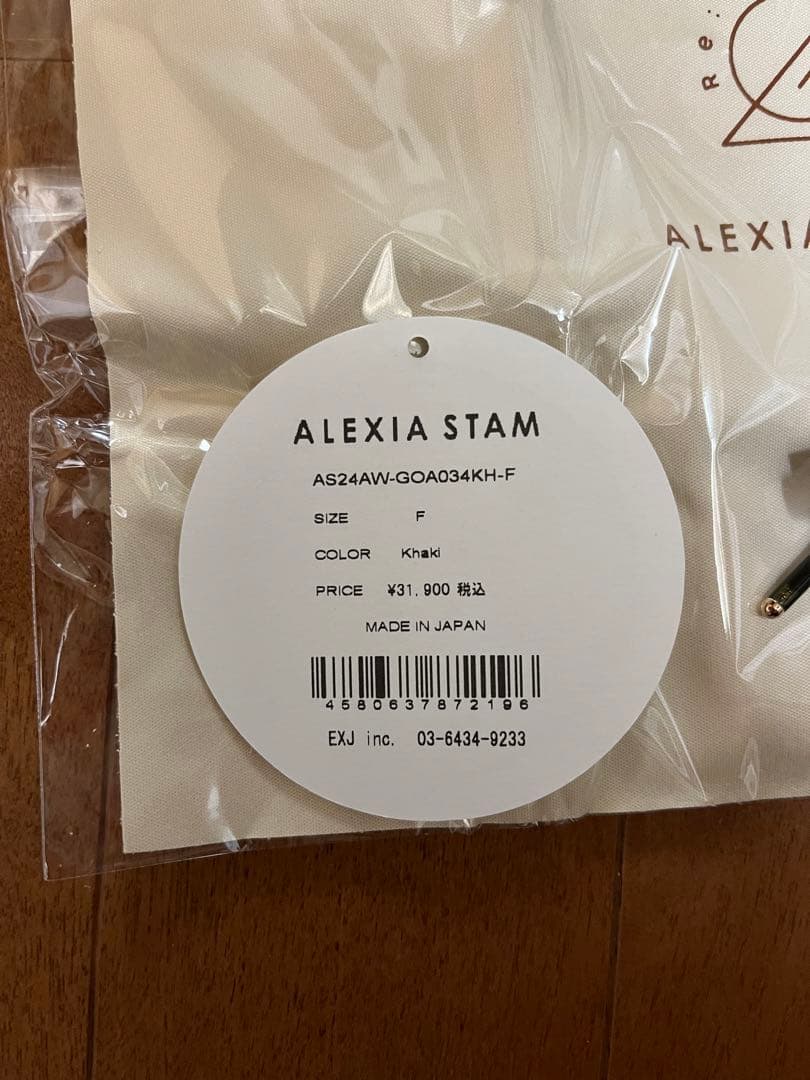 Re.
ALEXIA
ALEXIA STAM
AS24AW-GOA034KH-F
SIZE F
COLOR Khaki
PRICE ¥31,900 税込
MADE IN JAPAN
4580637872196
EXJ inc. 03-6434-9233